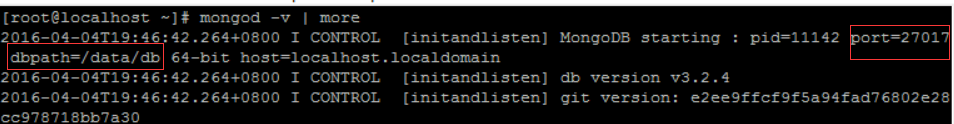 [root@localhost ~]# mongod -v | more
2016-04-04T19:46:42.264+0800 I CONTROL  [initandlisten] MongoDB starting : pid=11142 port=27017
 dbpath=/data/db 64-bit host=localhost.localdomain
2016-04-04T19:46:42.264+0800 I CONTROL  [initandlisten] db version v3.2.4
2016-04-04T19:46:42.264+0800 I CONTROL  [initandlisten] git version: e2ee9ffcf9f5a94fad76802e28
cc978718bb7a30